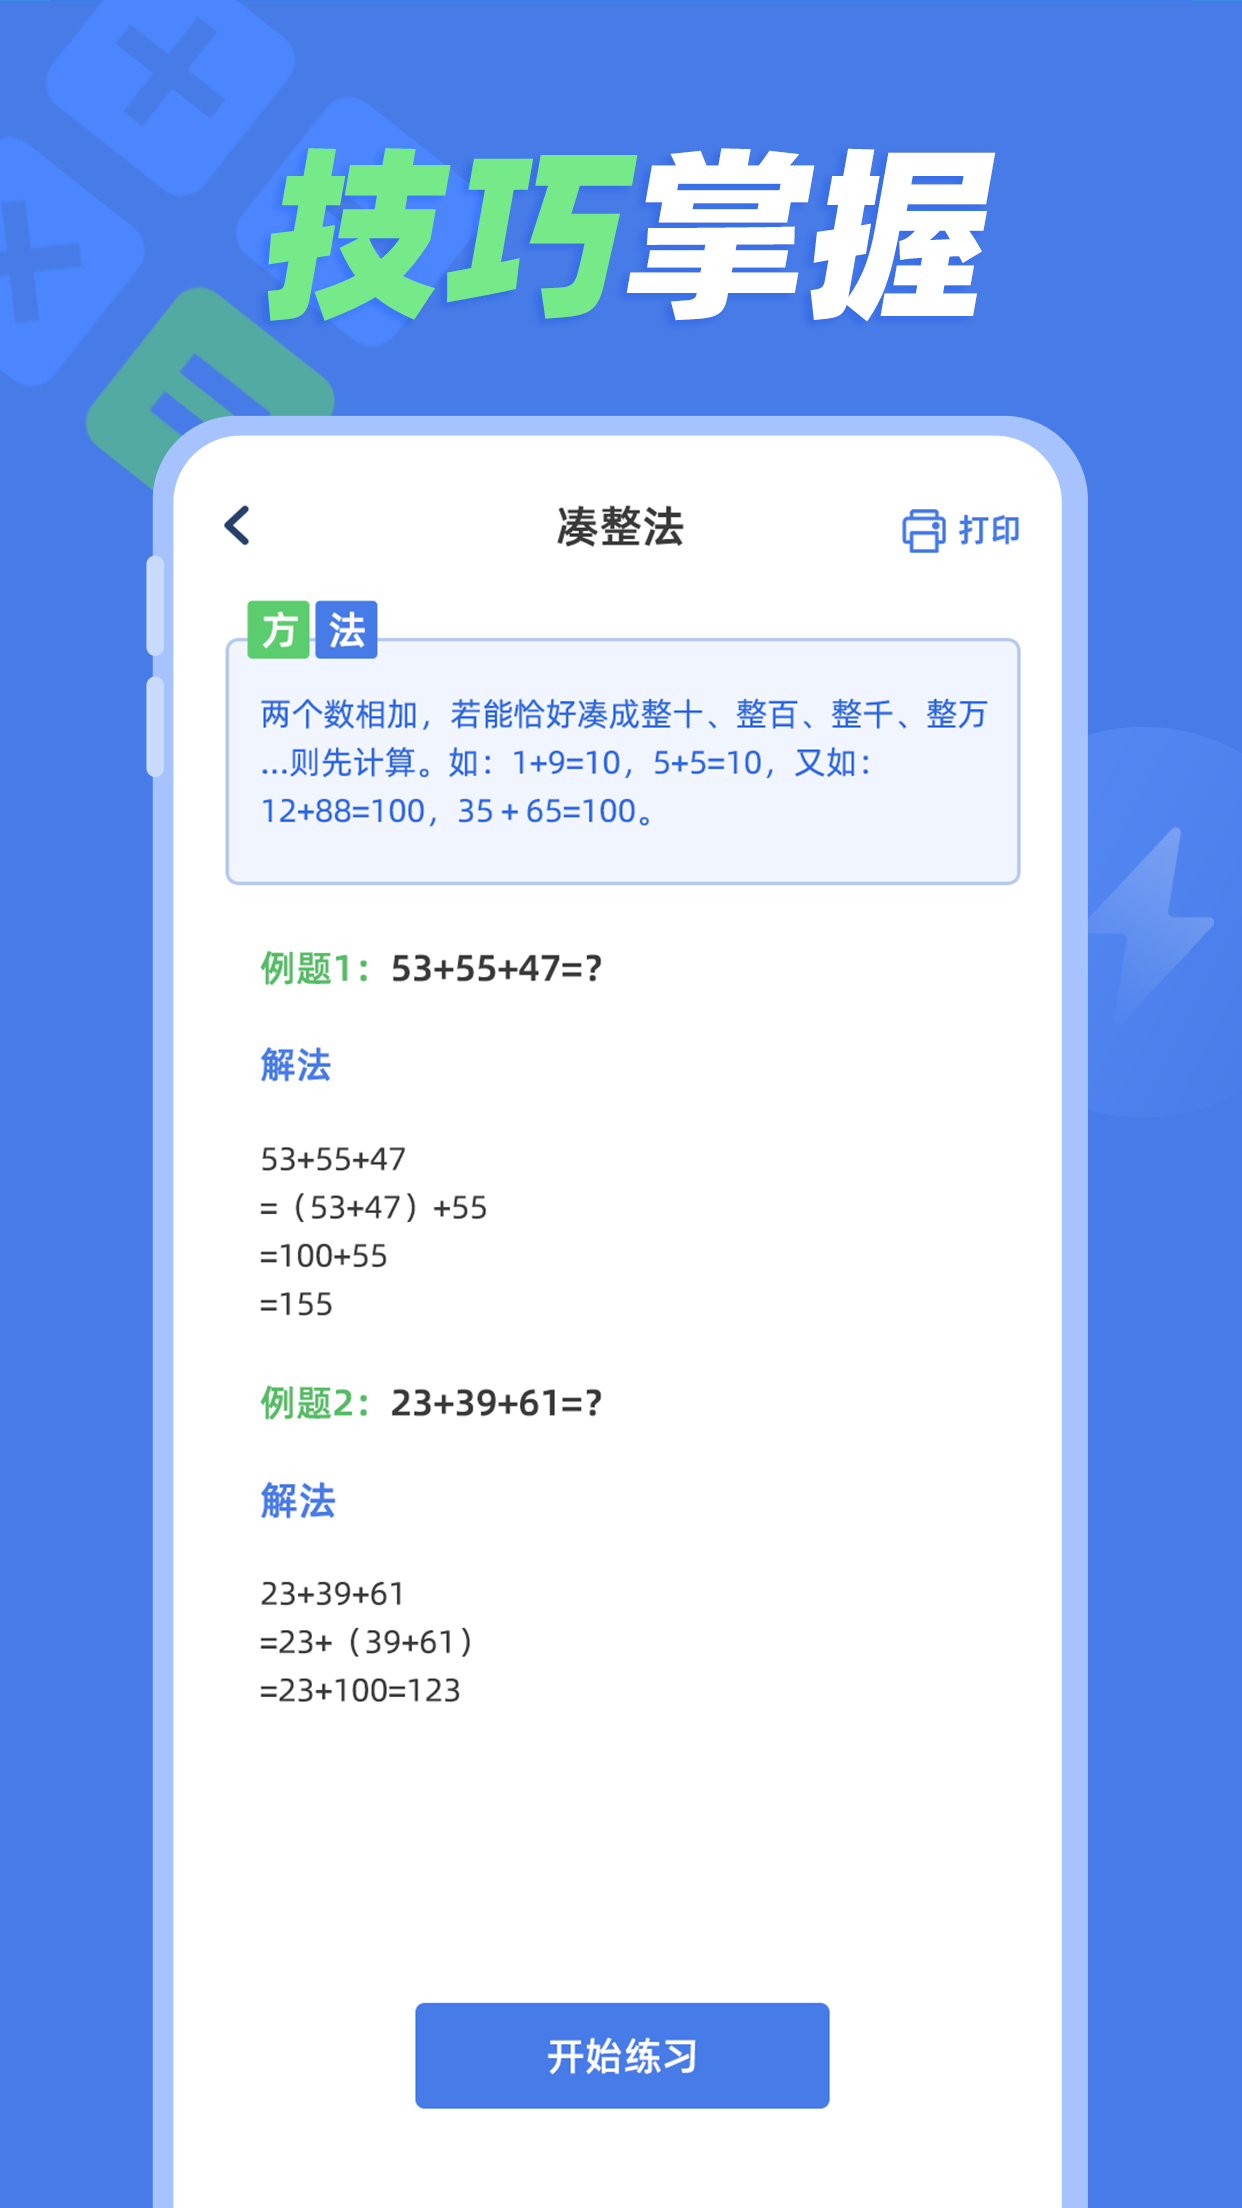 技巧掌握
凑整法
打印
方法
两个数相加，若能恰好凑成整十、整百、整千、整万
...则先计算。如：1+9=10，5+5=10，又如：
12+88=100，35+65=100。
例题1：53+55+47=?
解法
53+55+47
=（53+47）+55
=100+55
=155
例题2：23+39+61=?
解法
23+39+61
=23+（39+61）
=23+100=123
开始练习